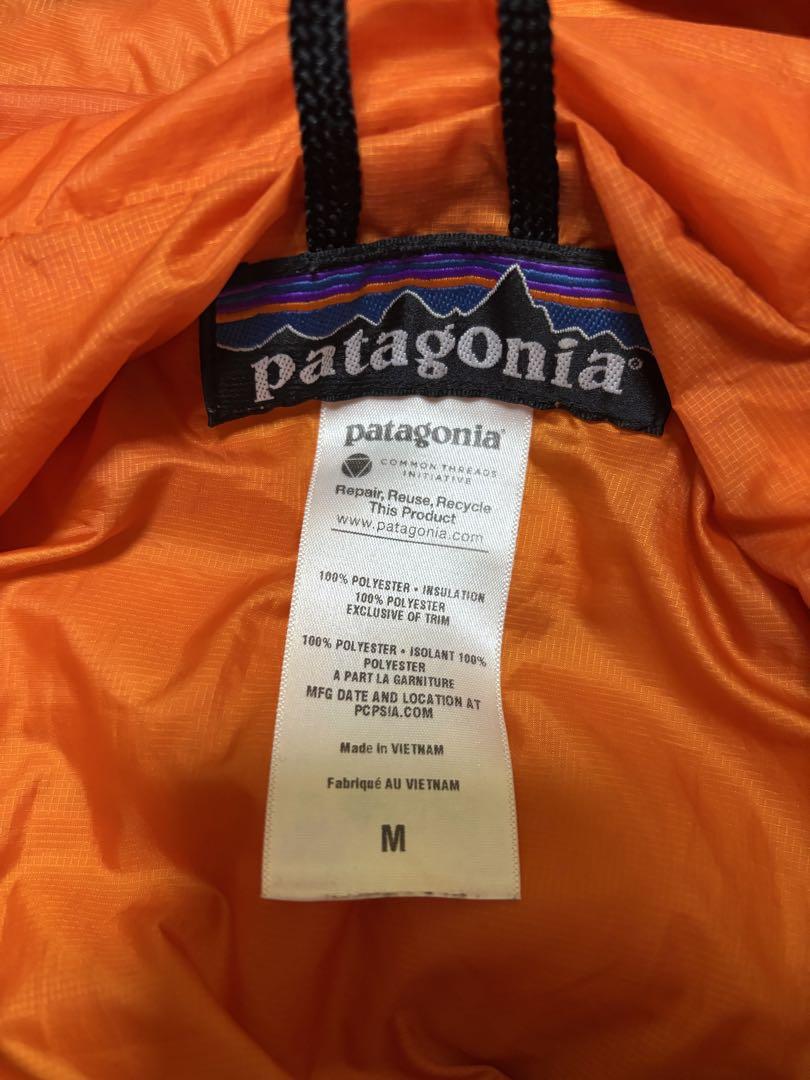 patagonia®
patagonia®
COMMON THREADS
INITIATIVE
Repair, Reuse, Recycle
This Product
www.patagonia.com
100% POLYESTER • INSULATION
100% POLYESTER
EXCLUSIVE OF TRIM
100% POLYESTER • ISOLANT 100%
POLYESTER
A PART LA GARNITURE
MFG DATE AND LOCATION AT
PCPSIA.COM
Made in VIETNAM
Fabriqué AU VIETNAM
M